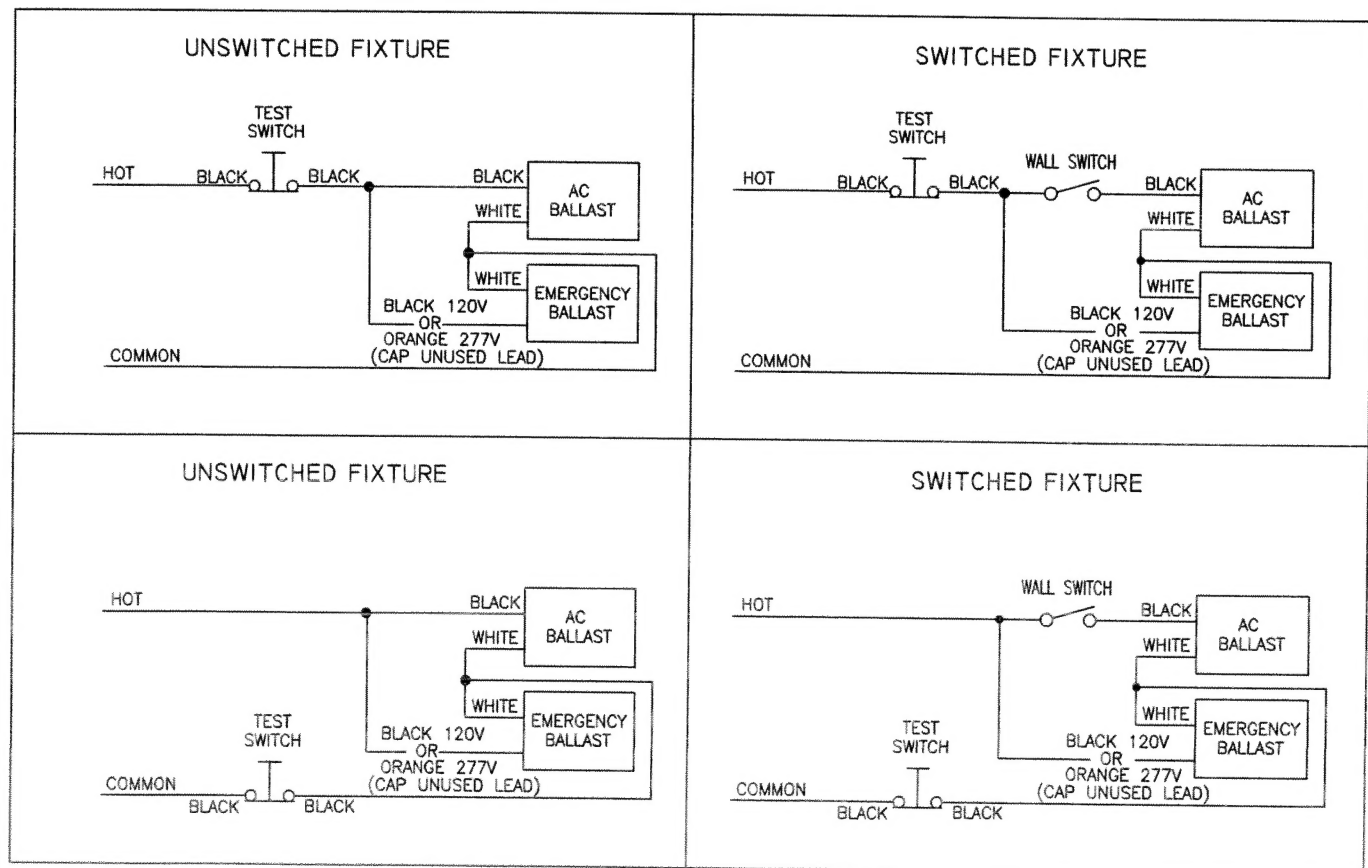 UNSWITCHED FIXTURE
TEST
SWITCH
HOT
BLACK
BLACK
BLACK
AC
BALLAST
WHITE
WHITE
EMERGENCY
BALLAST
BLACK 120V
OR
ORANGE 277V
(CAP UNUSED LEAD)
COMMON
SWITCHED FIXTURE
TEST
SWITCH
WALL SWITCH
HOT
BLACK
BLACK
BLACK
AC
BALLAST
WHITE
WHITE
EMERGENCY
BALLAST
BLACK 120V
OR
ORANGE 277V
(CAP UNUSED LEAD)
COMMON
UNSWITCHED FIXTURE
HOT
BLACK
AC
BALLAST
WHITE
WHITE
EMERGENCY
BALLAST
TEST
SWITCH
BLACK 120V
OR
ORANGE 277V
(CAP UNUSED LEAD)
COMMON
BLACK
BLACK
SWITCHED FIXTURE
WALL SWITCH
HOT
BLACK
AC
BALLAST
WHITE
WHITE
EMERGENCY
BALLAST
TEST
SWITCH
BLACK 120V
OR
ORANGE 277V
(CAP UNUSED LEAD)
COMMON
BLACK
BLACK